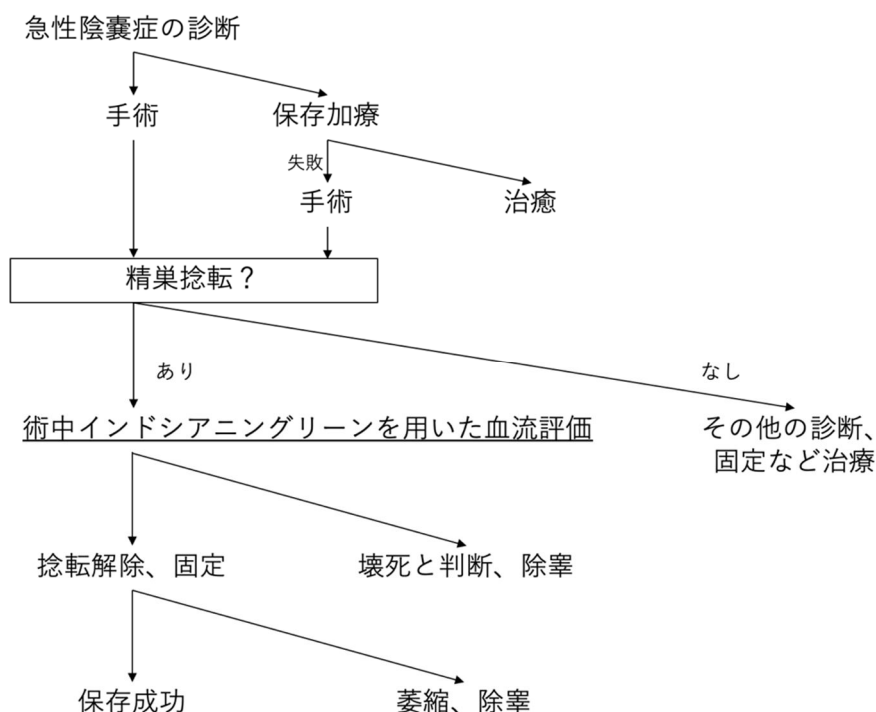 急性陰嚢症の診断
手術
保存加療
失敗
手術
治癒
精巣捻転？
あり
なし
術中インドシアニングリーンを用いた血流評価
その他の診断、
固定など治療
捻転解除、固定
壊死と判断、除睾
保存成功
萎縮、除睾